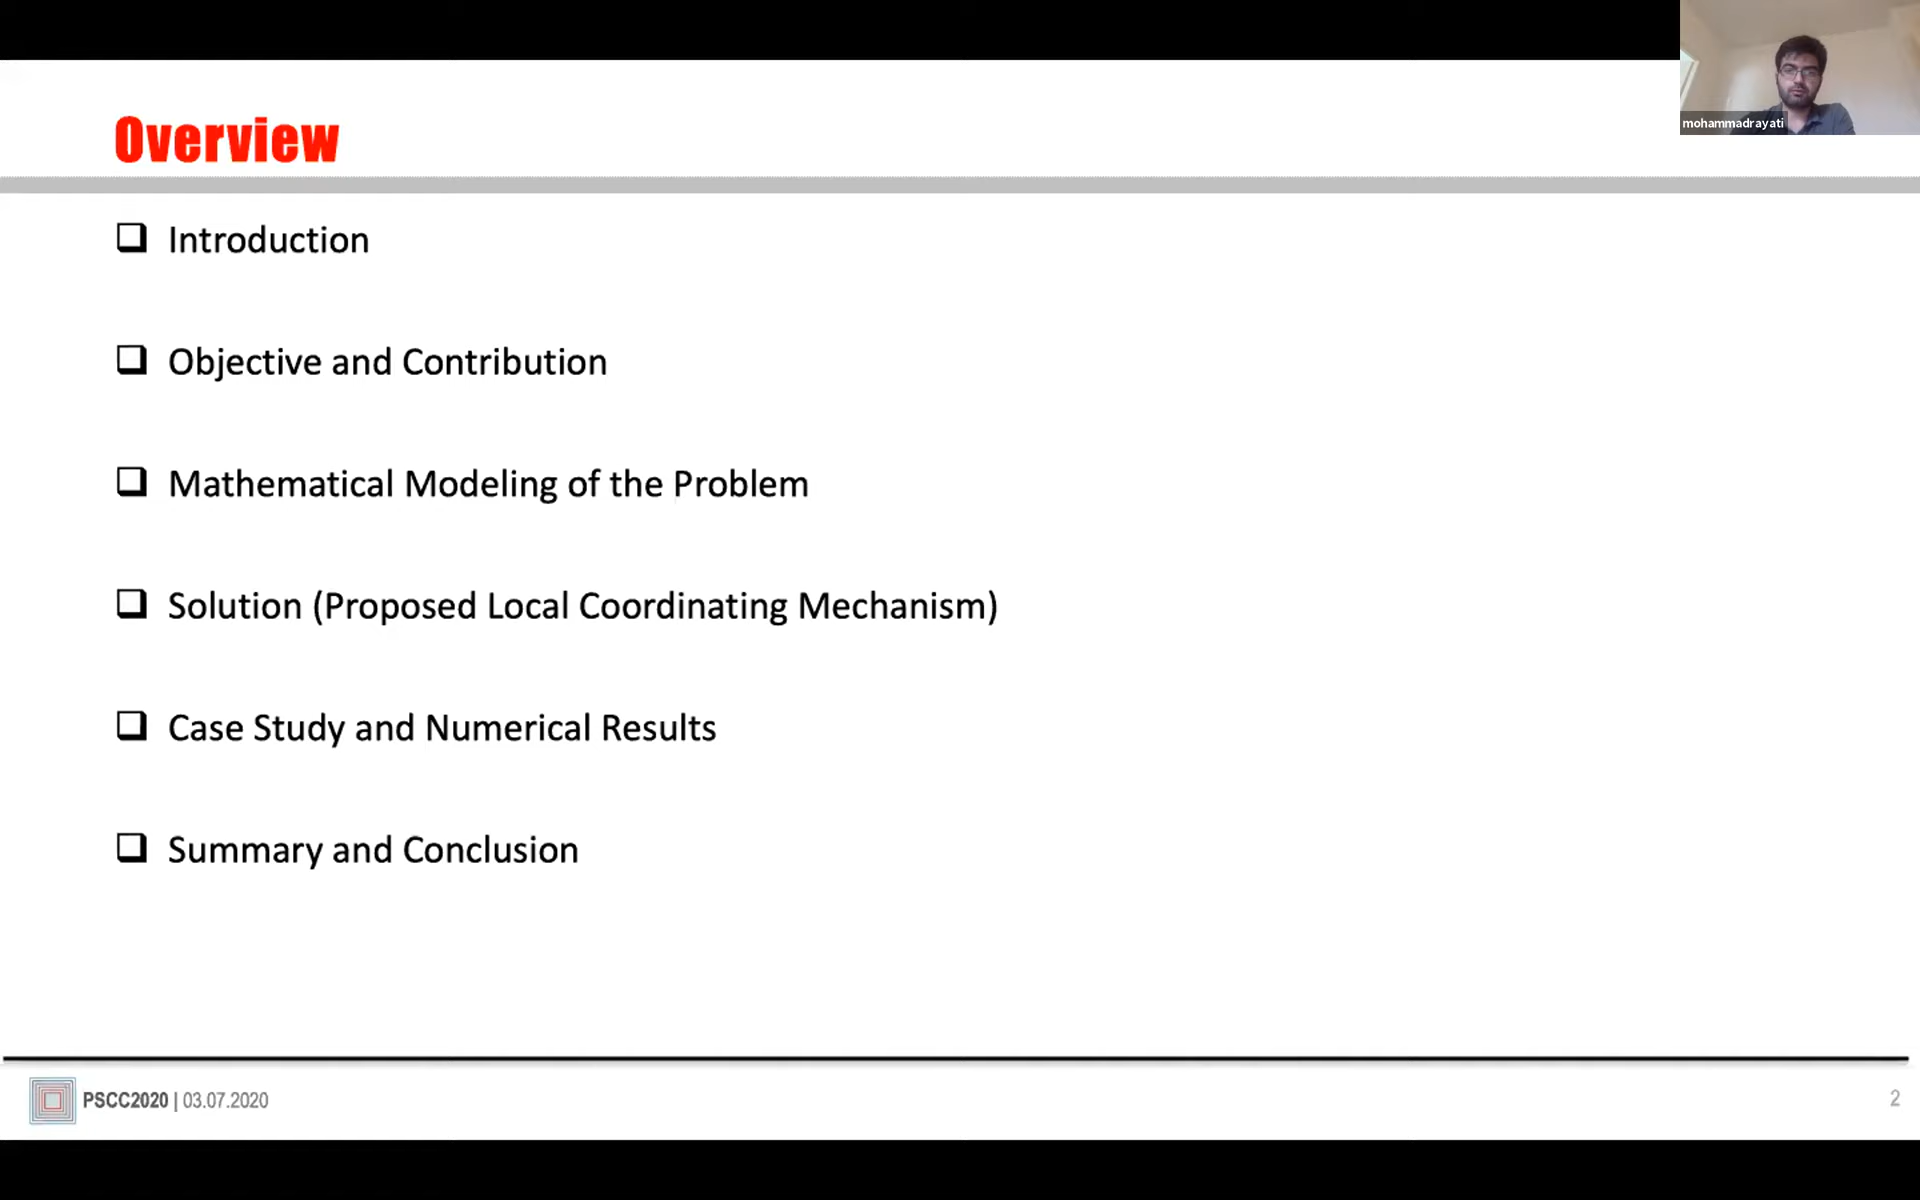 mohammadrayati
Overview
Introduction
Objective and Contribution
Mathematical Modeling of the Problem
Solution (Proposed Local Coordinating Mechanism)
Case Study and Numerical Results
Summary and Conclusion
PSCC2020 | 03.07.2020
2